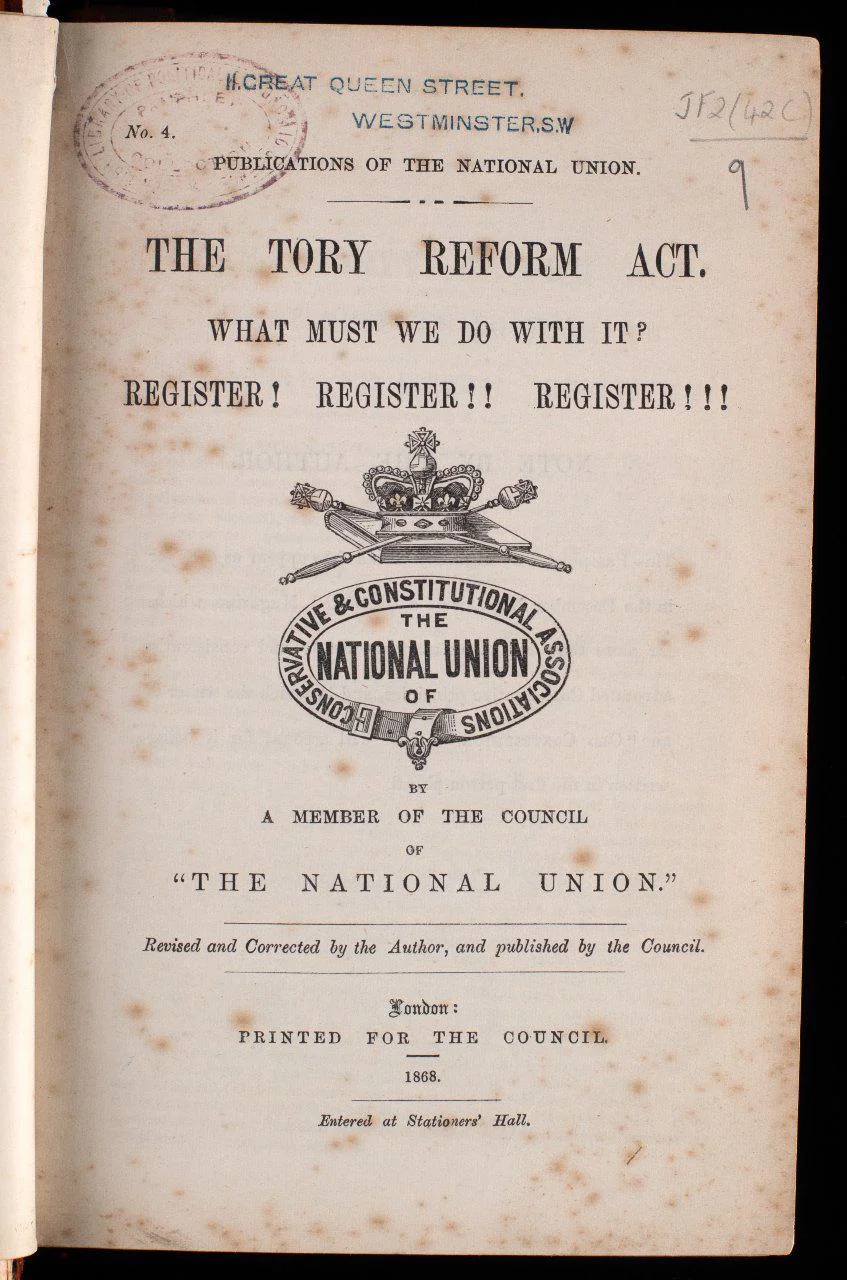 11. GREAT QUEEN STREET,
WESTMINSTER, S.W
JF2/(42C)
9
No. 4.
PUBLICATIONS OF THE NATIONAL UNION.
THE TORY REFORM ACT.
WHAT MUST WE DO WITH IT?
REGISTER! REGISTER!! REGISTER!!!
CONSERVATIVE & CONSTITUTIONAL ASSOCIATIONS
THE
NATIONAL UNION
OF
BY
A MEMBER OF THE COUNCIL
OF
“THE NATIONAL UNION.”
Revised and Corrected by the Author, and published by the Council.
London:
PRINTED FOR THE COUNCIL.
1868.
Entered at Stationers' Hall.